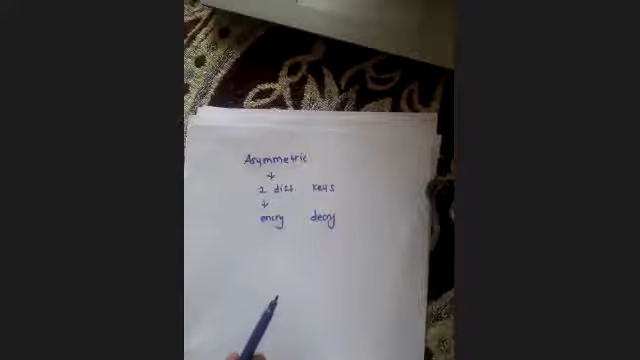 Asymmetric
↓
2 diff. keys
↓
encry decry